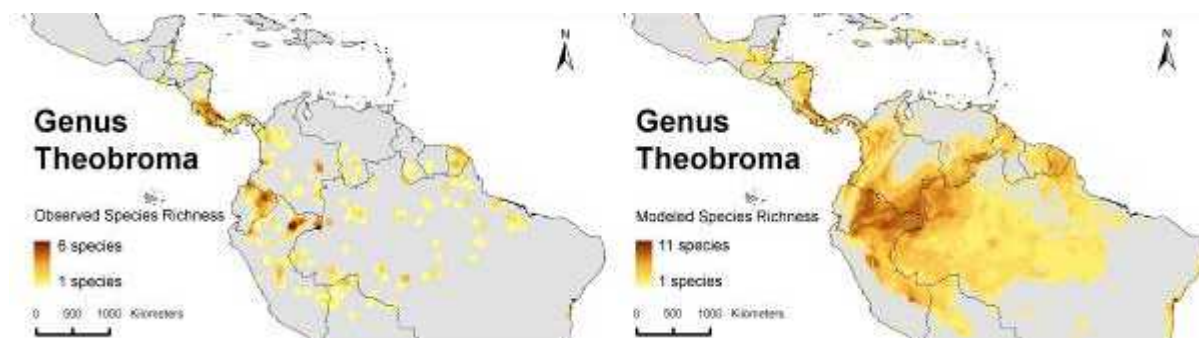 N
Genus
Theobroma
Observed Species Richness
6 species
1 species
0 500 1000 Kilometers
N
Genus
Theobroma
Modeled Species Richness
11 species
1 species
0 500 1000 Kilometers